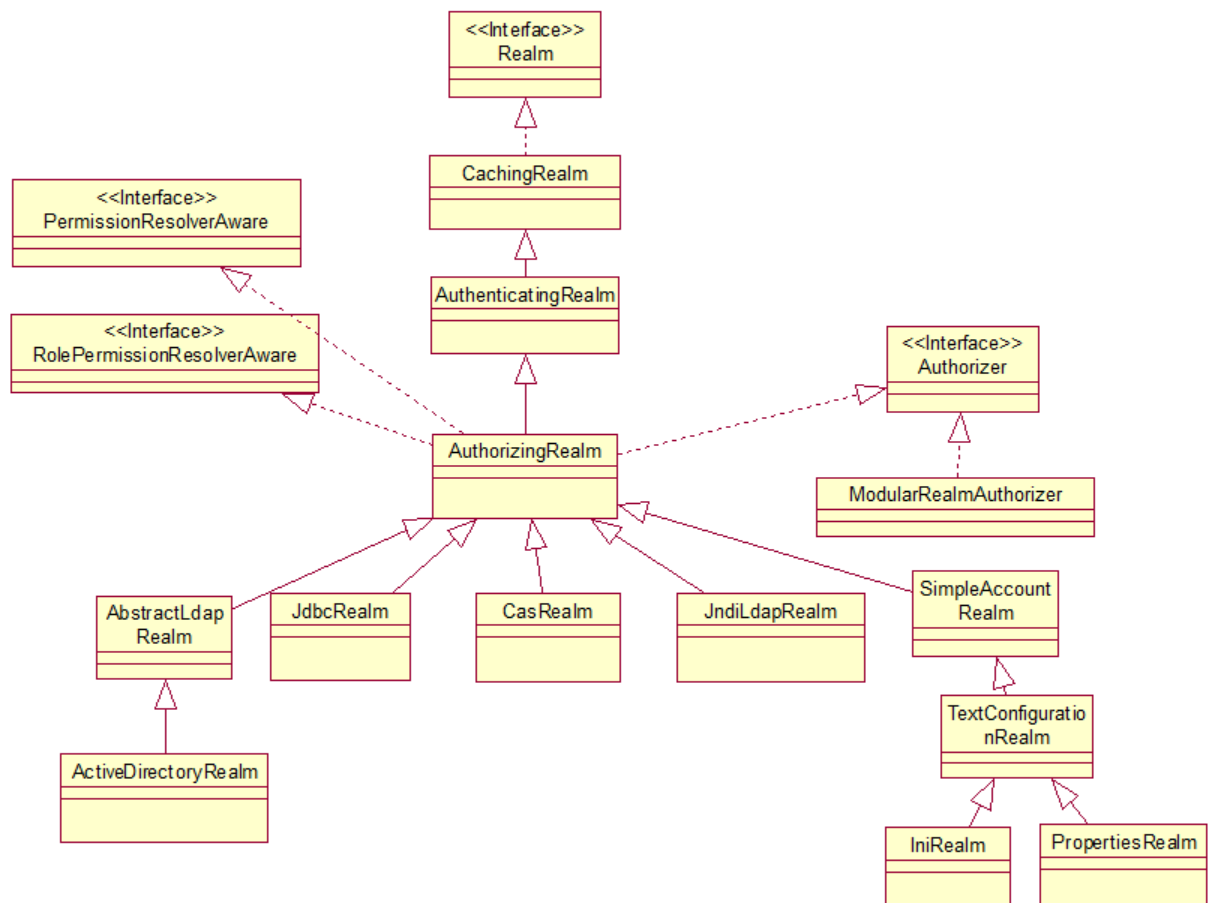 <<Interface>>
Realm
CachingRealm
<<Interface>>
PermissionResolverAware
AuthenticatingRealm
<<Interface>>
RolePermissionResolverAware
<<Interface>>
Authorizer
AuthorizingRealm
ModularRealmAuthorizer
AbstractLdap
Realm
JdbcRealm
CasRealm
JndiLdapRealm
SimpleAccount
Realm
TextConfiguratio
nRealm
ActiveDirectoryRealm
IniRealm
PropertiesRealm